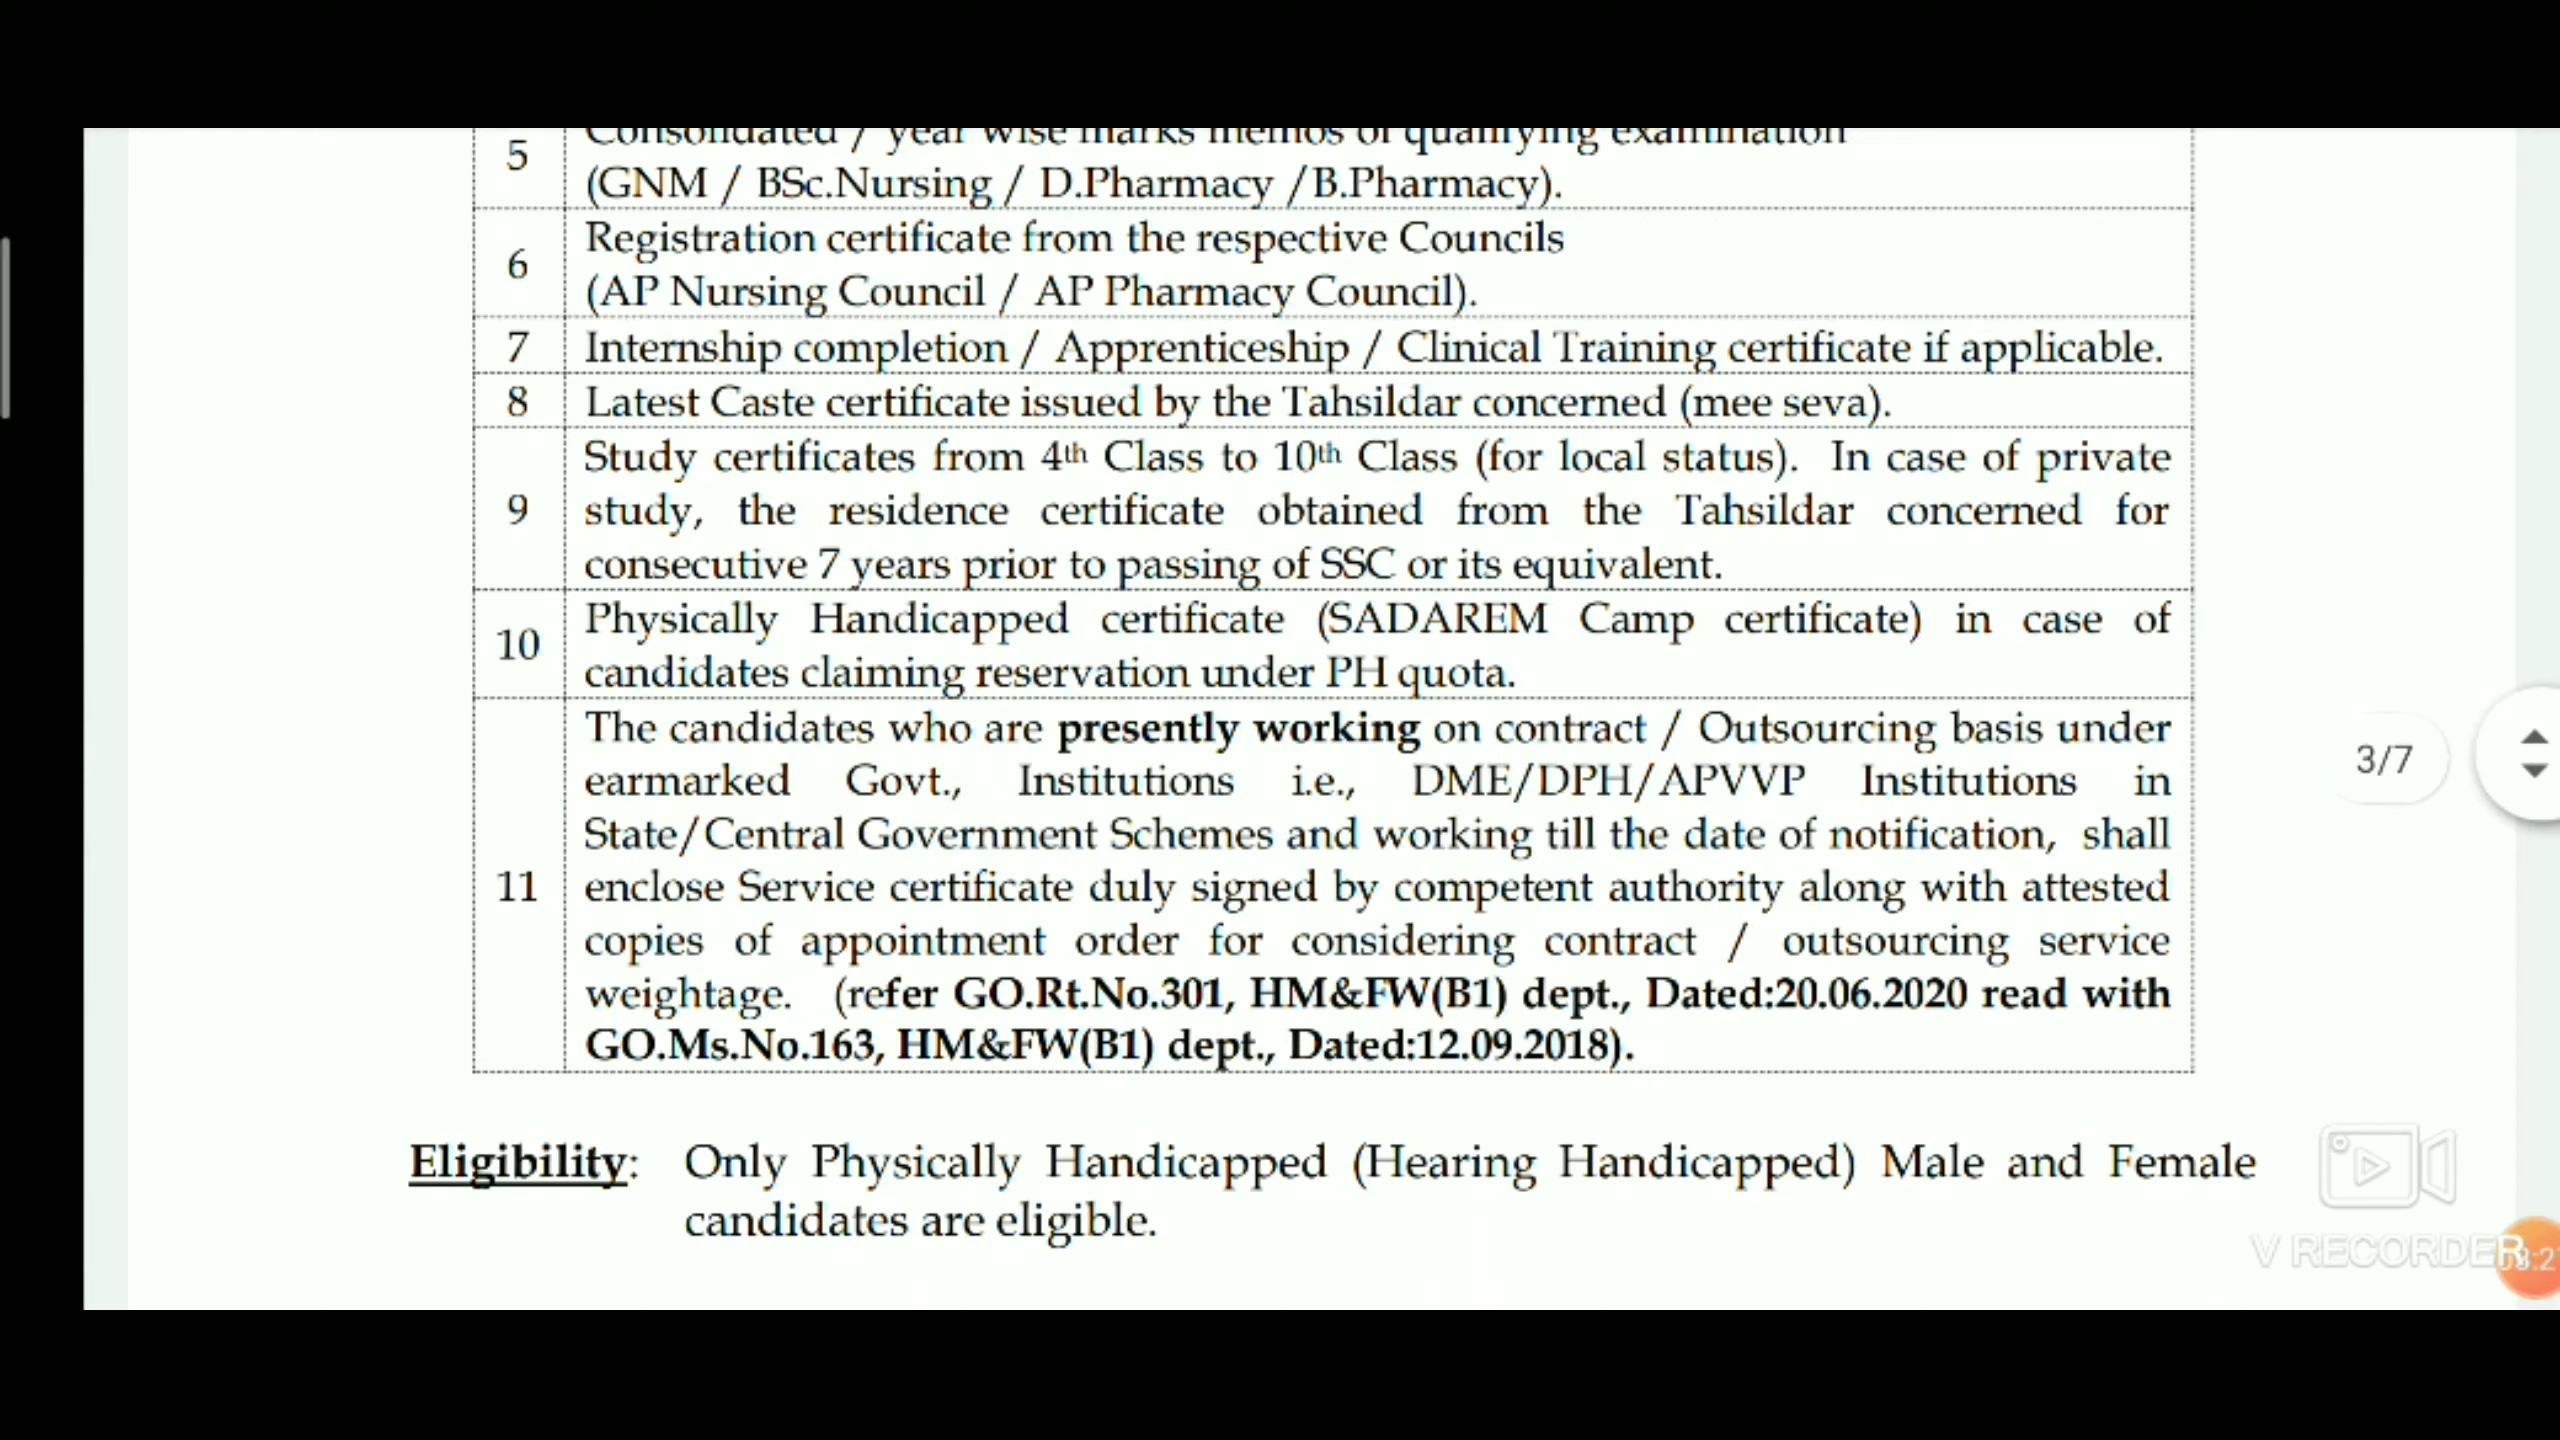 5
Consolidated / year wise marks memos of qualifying examination
(GNM / BSc.Nursing / D.Pharmacy /B.Pharmacy).
6
Registration certificate from the respective Councils
(AP Nursing Council / AP Pharmacy Council).
7 Internship completion / Apprenticeship / Clinical Training certificate if applicable.
8 Latest Caste certificate issued by the Tahsildar concerned (mee seva).
9
Study certificates from 4th Class to 10th Class (for local status). In case of private
study, the residence certificate obtained from the Tahsildar concerned for
consecutive 7 years prior to passing of SSC or its equivalent.
10
Physically Handicapped certificate (SADAREM Camp certificate) in case of
candidates claiming reservation under PH quota.
11
The candidates who are presently working on contract / Outsourcing basis under
earmarked Govt., Institutions i.e., DME/DPH/APVVP Institutions in
State/Central Government Schemes and working till the date of notification, shall
enclose Service certificate duly signed by competent authority along with attested
copies of appointment order for considering contract / outsourcing service
weightage. (refer GO.Rt.No.301, HM&FW(B1) dept., Dated:20.06.2020 read with
GO.Ms.No.163, HM&FW(B1) dept., Dated:12.09.2018).
3/7
Eligibility: Only Physically Handicapped (Hearing Handicapped) Male and Female
candidates are eligible.
V RECORDER